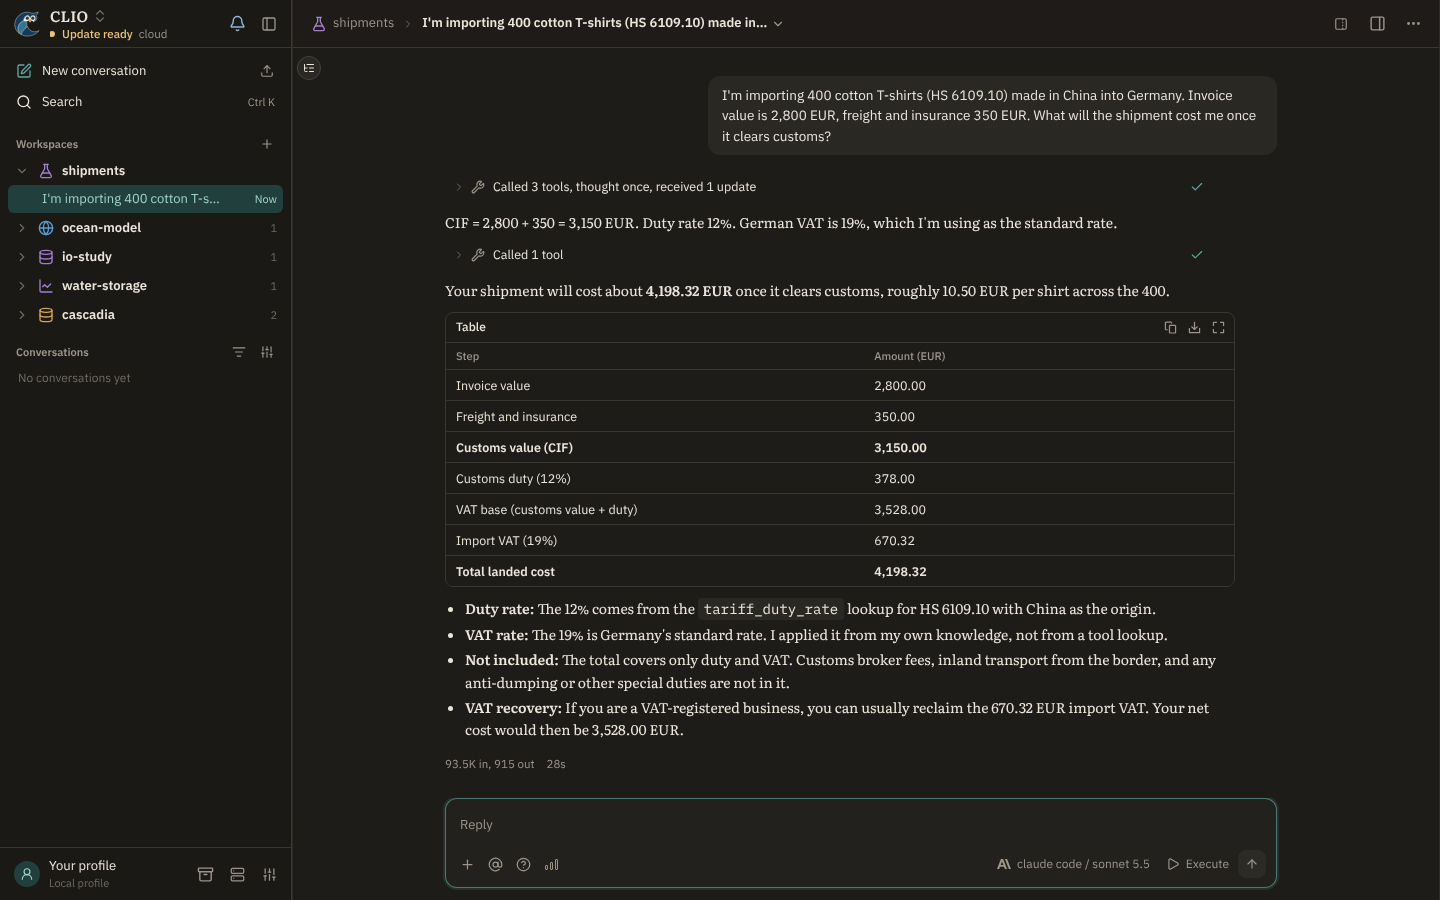 CLIO
Update ready cloud
New conversation
Search Ctrl K
Workspaces
shipments
I'm importing 400 cotton T-s... Now
ocean-model 1
io-study 1
water-storage 1
cascadia 2
Conversations
No conversations yet
Your profile
Local profile
shipments I'm importing 400 cotton T-shirts (HS 6109.10) made in...
I'm importing 400 cotton T-shirts (HS 6109.10) made in China into Germany. Invoice
value is 2,800 EUR, freight and insurance 350 EUR. What will the shipment cost me once
it clears customs?
Called 3 tools, thought once, received 1 update
CIF = 2,800 + 350 = 3,150 EUR. Duty rate 12%. German VAT is 19%, which I'm using as the standard rate.
Called 1 tool
Your shipment will cost about 4,198.32 EUR once it clears customs, roughly 10.50 EUR per shirt across the 400.
Table
Step Amount (EUR)
Invoice value 2,800.00
Freight and insurance 350.00
Customs value (CIF) 3,150.00
Customs duty (12%) 378.00
VAT base (customs value + duty) 3,528.00
Import VAT (19%) 670.32
Total landed cost 4,198.32
• Duty rate: The 12% comes from the tariff_duty_rate lookup for HS 6109.10 with China as the origin.
• VAT rate: The 19% is Germany's standard rate. I applied it from my own knowledge, not from a tool lookup.
• Not included: The total covers only duty and VAT. Customs broker fees, inland transport from the border, and any
anti-dumping or other special duties are not in it.
• VAT recovery: If you are a VAT-registered business, you can usually reclaim the 670.32 EUR import VAT. Your net
cost would then be 3,528.00 EUR.
93.5K in, 915 out 28s
Reply
claude code / sonnet 5.5 Execute